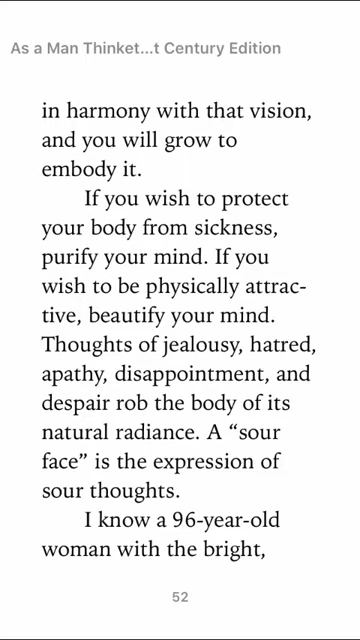 As a Man Thinket...t Century Edition
in harmony with that vision,
and you will grow to
embody it.
If you wish to protect
your body from sickness,
purify your mind. If you
wish to be physically attrac-
tive, beautify your mind.
Thoughts of jealousy, hatred,
apathy, disappointment, and
despair rob the body of its
natural radiance. A “sour
face” is the expression of
sour thoughts.
I know a 96-year-old
woman with the bright,
52